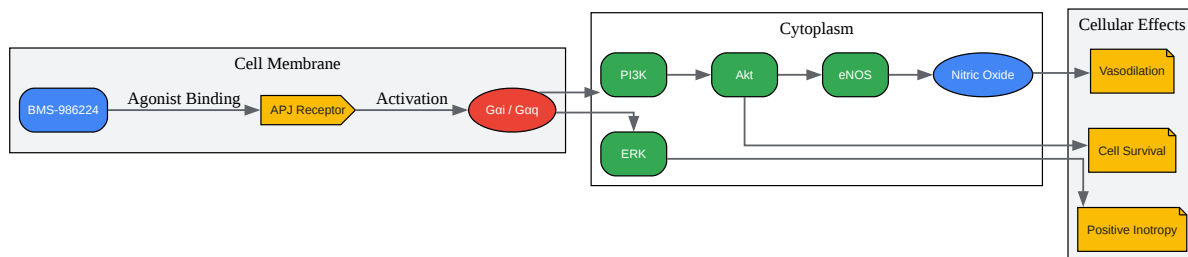 Cell Membrane
BMS-986224
Agonist Binding
APJ Receptor
Activation
Gαi / Gαq
Cytoplasm
PI3K
Akt
eNOS
Nitric Oxide
ERK
Cellular Effects
Vasodilation
Cell Survival
Positive Inotropy